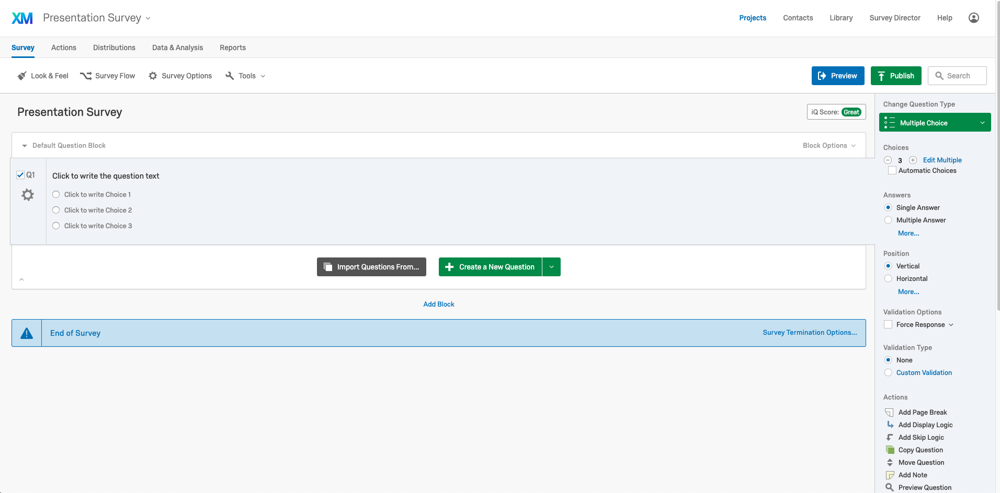 XM Presentation Survey
Projects Contacts Library Survey Director Help
Survey Actions Distributions Data & Analysis Reports
Look & Feel Survey Flow Survey Options Tools
Preview Publish Search
Presentation Survey
iQ Score: Great
Default Question Block
Block Options
Q1
Click to write the question text
Click to write Choice 1
Click to write Choice 2
Click to write Choice 3
Import Questions From...
Create a New Question
Add Block
End of Survey
Survey Termination Options...
Change Question Type
Multiple Choice
Choices
3 Edit Multiple
Automatic Choices
Answers
Single Answer
Multiple Answer
More...
Position
Vertical
Horizontal
More...
Validation Options
Force Response
Validation Type
None
Custom Validation
Actions
Add Page Break
Add Display Logic
Add Skip Logic
Copy Question
Move Question
Add Note
Preview Question